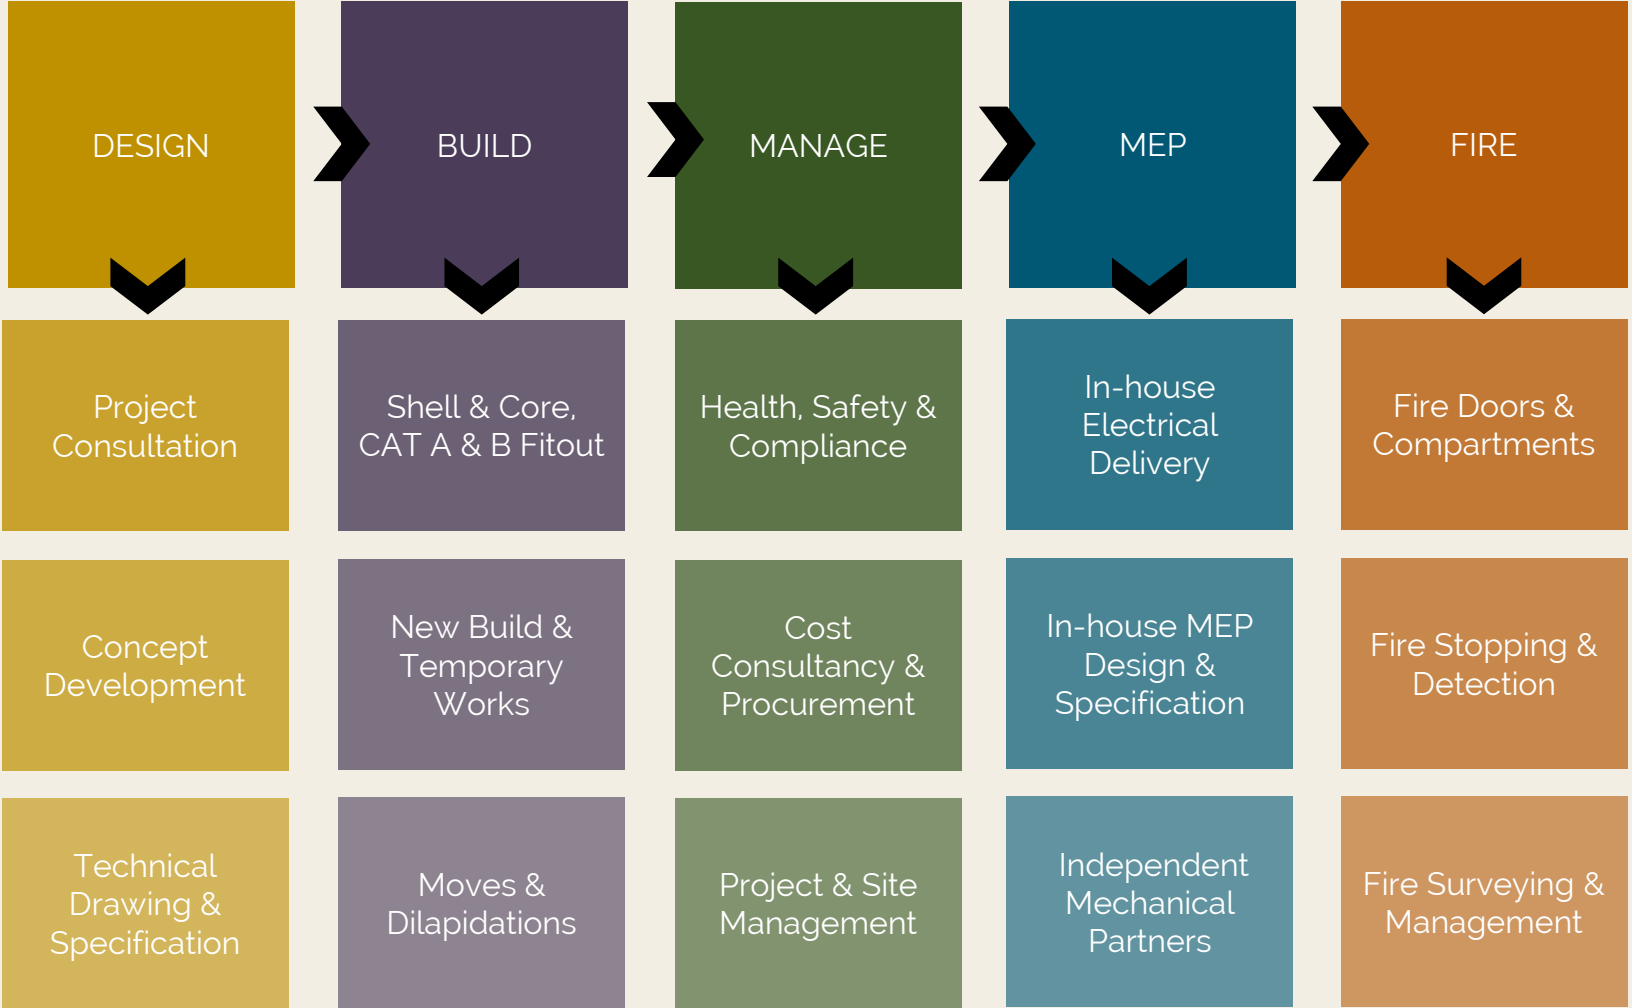 DESIGN
BUILD
MANAGE
MEP
FIRE
Project
Consultation
Shell & Core,
CAT A & B Fitout
Health, Safety &
Compliance
In-house
Electrical
Delivery
Fire Doors &
Compartments
Concept
Development
New Build &
Temporary
Works
Cost
Consultancy &
Procurement
In-house MEP
Design &
Specification
Fire Stopping &
Detection
Technical
Drawing &
Specification
Moves &
Dilapidations
Project & Site
Management
Independent
Mechanical
Partners
Fire Surveying &
Management